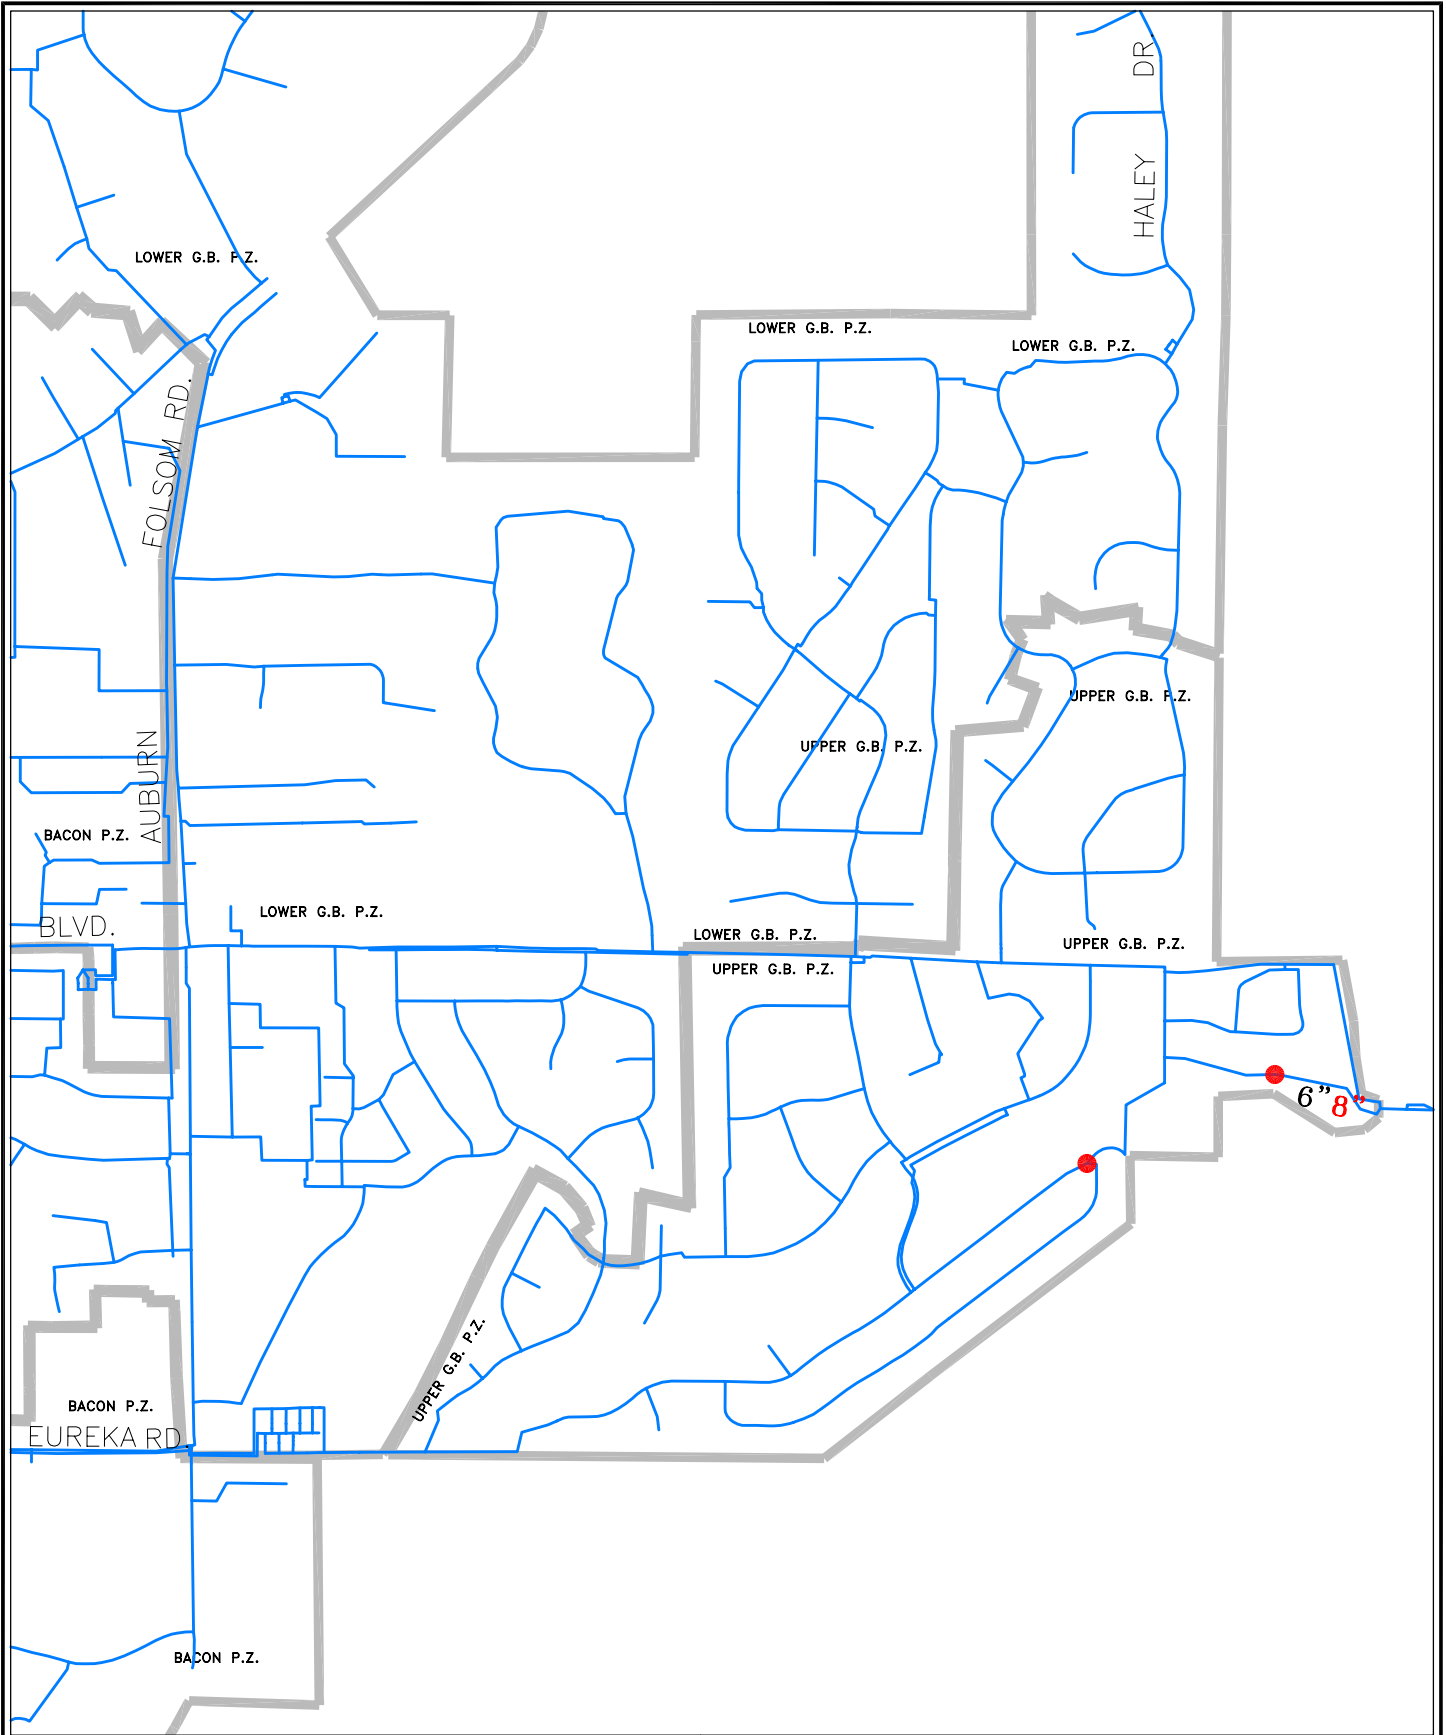 DR.
HALEY
LOWER G.B. P.Z.
LOWER G.B. P.Z.
LOWER G.B. P.Z.
FOLSOM RD.
UPPER G.B. P.Z.
UPPER G.B. P.Z.
AUBURN
BACON P.Z.
LOWER G.B. P.Z.
BLVD.
LOWER G.B. P.Z.
UPPER G.B. P.Z.
UPPER G.B. P.Z.
6" 8"
UPPER G.B. P.Z.
BACON P.Z.
EUREKA RD.
BACON P.Z.